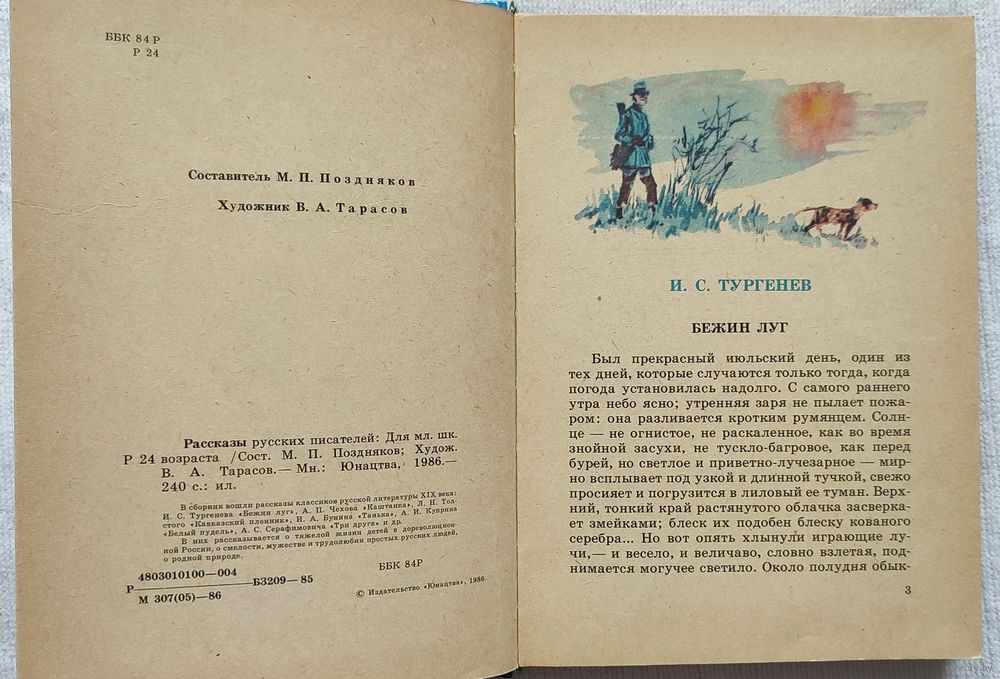 ББК 84Р
Р 24
Составитель М. П. Поздняков
Художник В. А. Тарасов
Рассказы русских писателей: Для мл. шк.
Р 24 возраста /Сост. М. П. Поздняков; Худож.
В. А. Тарасов.— Мн.: Юнацтва, 1986.—
240 с.: ил.
В сборник вошли рассказы классиков русской литературы XIX века:
И. С. Тургенева «Бежин луг», А. П. Чехова «Каштанка», Л. Н. Тол-
стого «Кавказский пленник», И. А. Бунина «Танька», А. И. Куприна
«Белый пудель», А. С. Серафимовича «Три друга» и др.
В них рассказывается о тяжелой жизни детей в дореволюцион-
ной России, о смелости, мужестве и трудолюбии простых русских людей,
о родной природе.
4803010100—004
Р Б3209—85
М 307(05)—86
ББК 84Р
© Издательство «Юнацтва», 1986.
И. С. ТУРГЕНЕВ
БЕЖИН ЛУГ
Был прекрасный июльский день, один из
тех дней, которые случаются только тогда, когда
погода установилась надолго. С самого раннего
утра небо ясно; утренняя заря не пылает пожа-
ром: она разливается кротким румянцем. Солн-
це — не огнистое, не раскаленное, как во время
знойной засухи, не тускло-багровое, как перед
бурей, но светлое и приветно-лучезарное — мир-
но всплывает под узкой и длинной тучкой, свежо
просияет и погрузится в лиловый ее туман. Верх-
ний, тонкий край растянутого облачка засверка-
ет змейками; блеск их подобен блеску кованого
серебра... Но вот опять хлынули играющие лу-
чи,— и весело, и величаво, словно взлетая, под-
нимается могучее светило. Около полудня обык-
3
www.ay.by